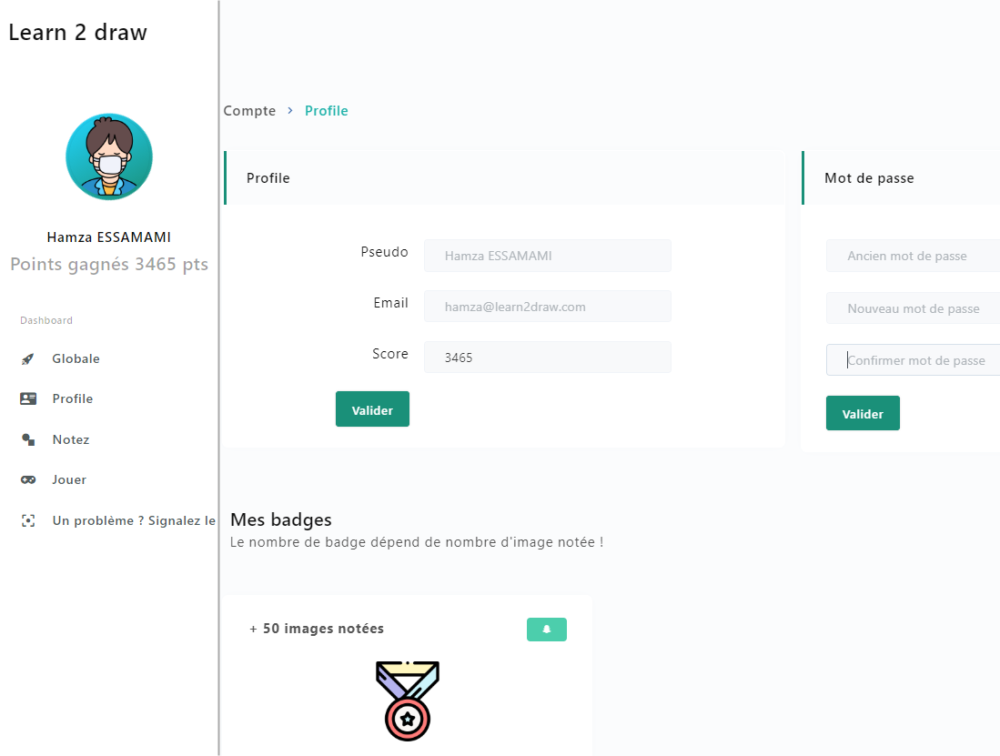 Learn 2 draw
Hamza ESSAMAMI
Points gagnés 3465 pts
Dashboard
Globale
Profile
Notez
Jouer
Un problème ? Signalez le
Compte > Profile
Profile
Pseudo Hamza ESSAMAMI
Email hamza@learn2draw.com
Score 3465
Valider
Mot de passe
Ancien mot de passe
Nouveau mot de passe
Confirmer mot de passe
Valider
Mes badges
Le nombre de badge dépend de nombre d'image notée !
+ 50 images notées